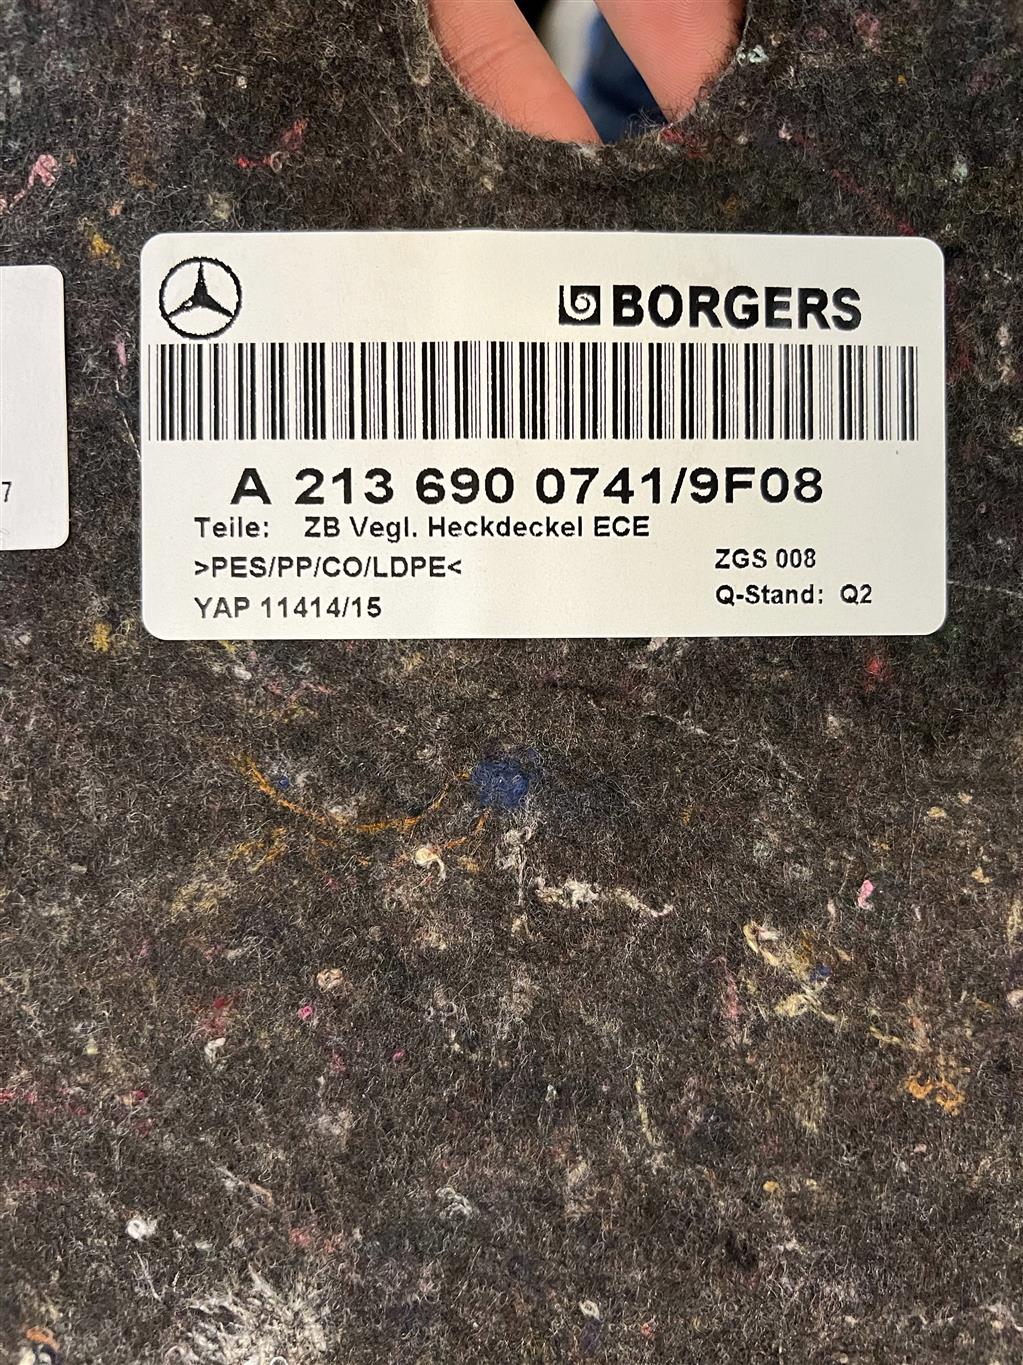 BORGERS
A 213 690 0741/9F08
Teile: ZB Vegl. Heckdeckel ECE
>PES/PP/CO/LDPE<
ZGS 008
YAP 11414/15
Q-Stand: Q2
7